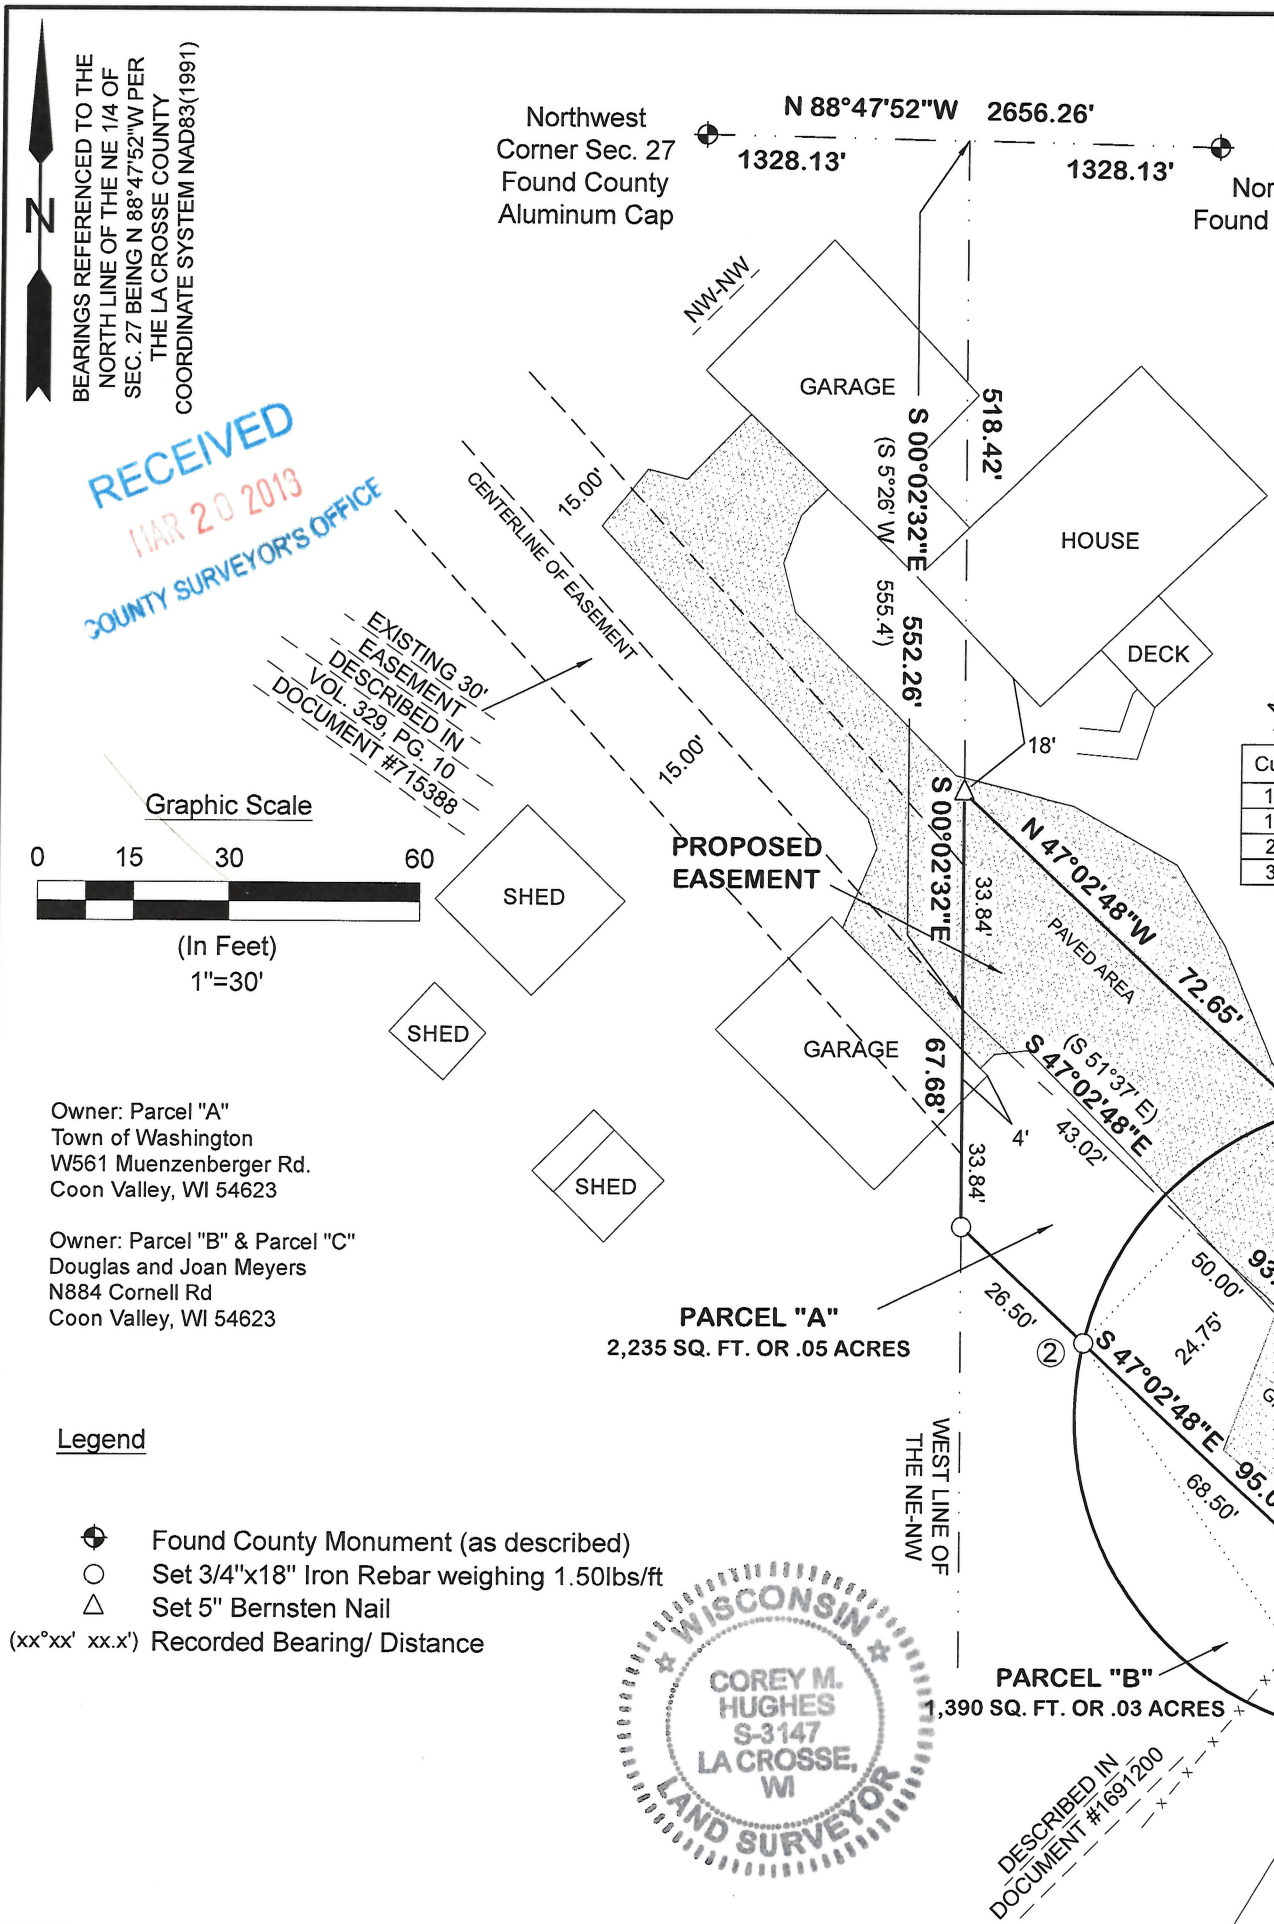 BEARINGS REFERENCED TO THE
NORTH LINE OF THE NE 1/4 OF
SEC. 27 BEING N 88°47'52"W PER
THE LA CROSSE COUNTY
COORDINATE SYSTEM NAD83(1991)
N
Northwest
Corner Sec. 27
Found County
Aluminum Cap
N 88°47'52"W 2656.26'
1328.13'
1328.13'
Found
NW-NW
GARAGE
518.42'
S 00°02'32"E 552.26'
(S 5°26' W 555.4')
HOUSE
DECK
18'
RECEIVED
MAR 20 2013
COUNTY SURVEYOR'S OFFICE
15.00'
CENTERLINE OF EASEMENT
15.00'
EXISTING 30'
EASEMENT
DESCRIBED IN
VOL. 329, PG. 10
DOCUMENT #715388
Graphic Scale
0 15 30 60
(In Feet)
1"=30'
SHED
SHED
SHED
PROPOSED
EASEMENT
S 00°02'32"E
33.84'
N 47°02'48"W 72.65'
PAVED AREA
GARAGE
67.68'
(S 51°37' E)
S 47°02'48"E
43.02'
4'
33.84'
Owner: Parcel "A"
Town of Washington
W561 Muenzenberger Rd.
Coon Valley, WI 54623
Owner: Parcel "B" & Parcel "C"
Douglas and Joan Meyers
N884 Cornell Rd
Coon Valley, WI 54623
PARCEL "A"
2,235 SQ. FT. OR .05 ACRES
26.50'
2
50.00'
24.75'
93.
S 47°02'48"E 95.0
68.50'
WEST LINE OF
THE NE-NW
Legend
Found County Monument (as described)
Set 3/4"x18" Iron Rebar weighing 1.50lbs/ft
Set 5" Bernsten Nail
(xx°xx' xx.x') Recorded Bearing/ Distance
WISCONSIN
COREY M.
HUGHES
S-3147
LA CROSSE,
WI
LAND SURVEYOR
PARCEL "B"
1,390 SQ. FT. OR .03 ACRES
DESCRIBED IN
DOCUMENT #1691200